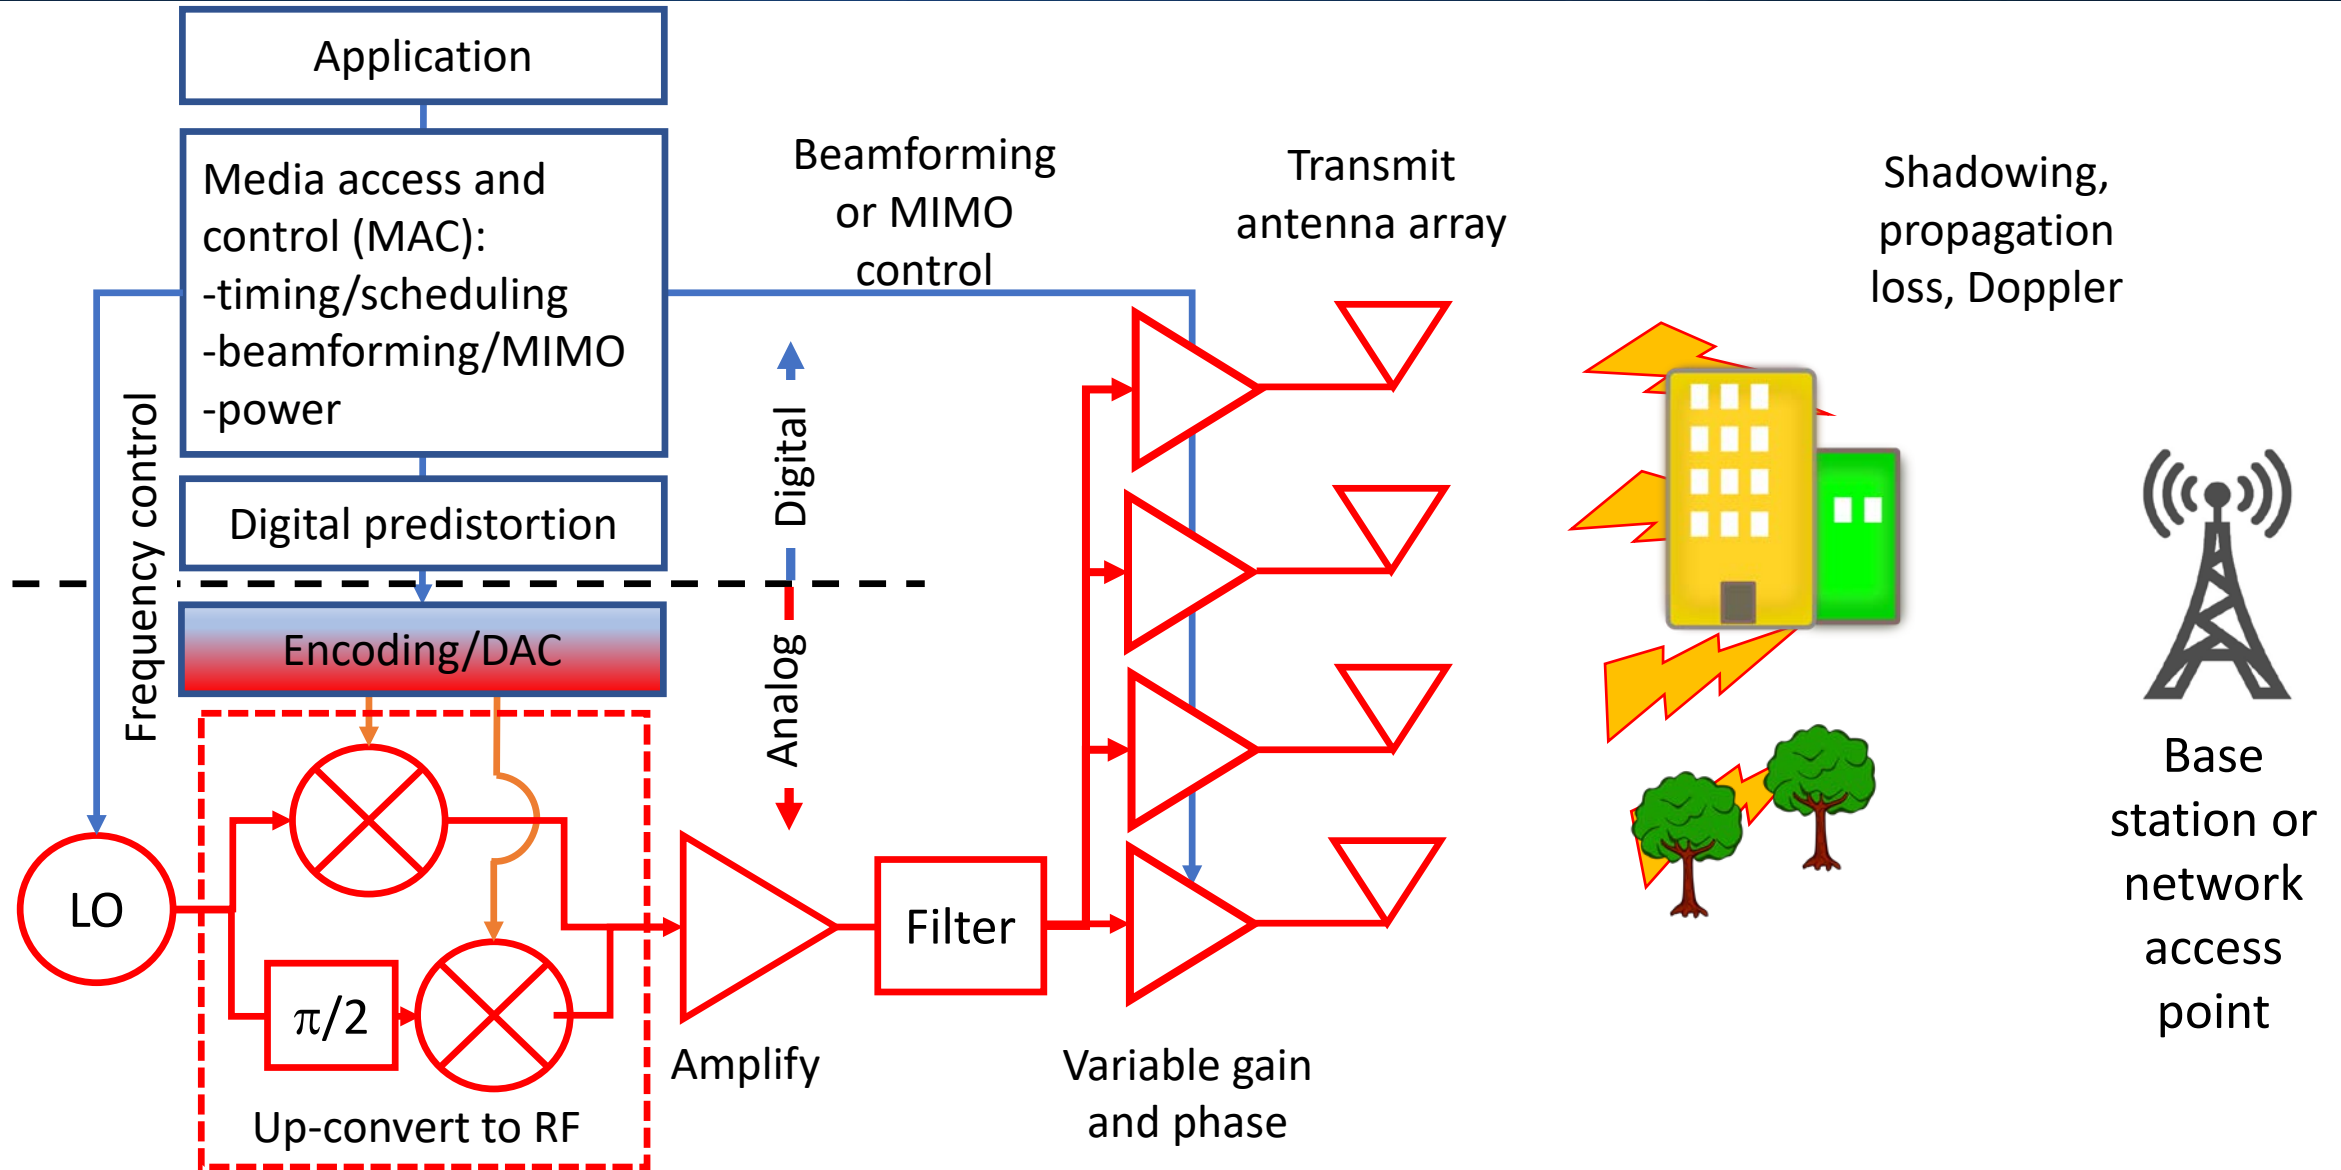 Application
Media access and
control (MAC):
-timing/scheduling
-beamforming/MIMO
-power
Digital predistortion
Encoding/DAC
Frequency control
Digital
Analog
Beamforming
or MIMO
control
Transmit
antenna array
Shadowing,
propagation
loss, Doppler
LO
π/2
Up-convert to RF
Amplify
Filter
Variable gain
and phase
Base
station or
network
access
point